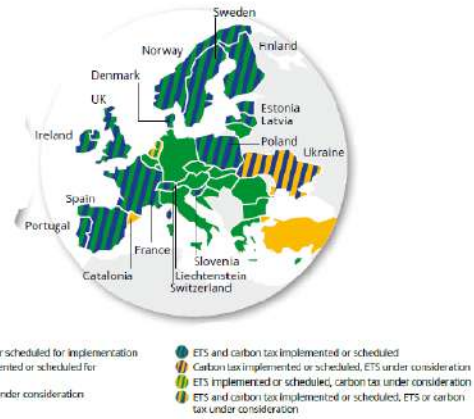 Sweden
Norway
Finland
Denmark
UK
Estonia
Latvia
Ireland
Poland
Ukraine
Spain
Portugal
France
Slovenia
Catalonia
Liechtenstein
Switzerland
r scheduled for implementation
ented or scheduled for
nder consideration
ETS and carbon tax implemented or scheduled
Carbon tax implemented or scheduled, ETS under consideration
ETS implemented or scheduled, carbon tax under consideration
ETS and carbon tax implemented or scheduled, ETS or carbon
tax under consideration